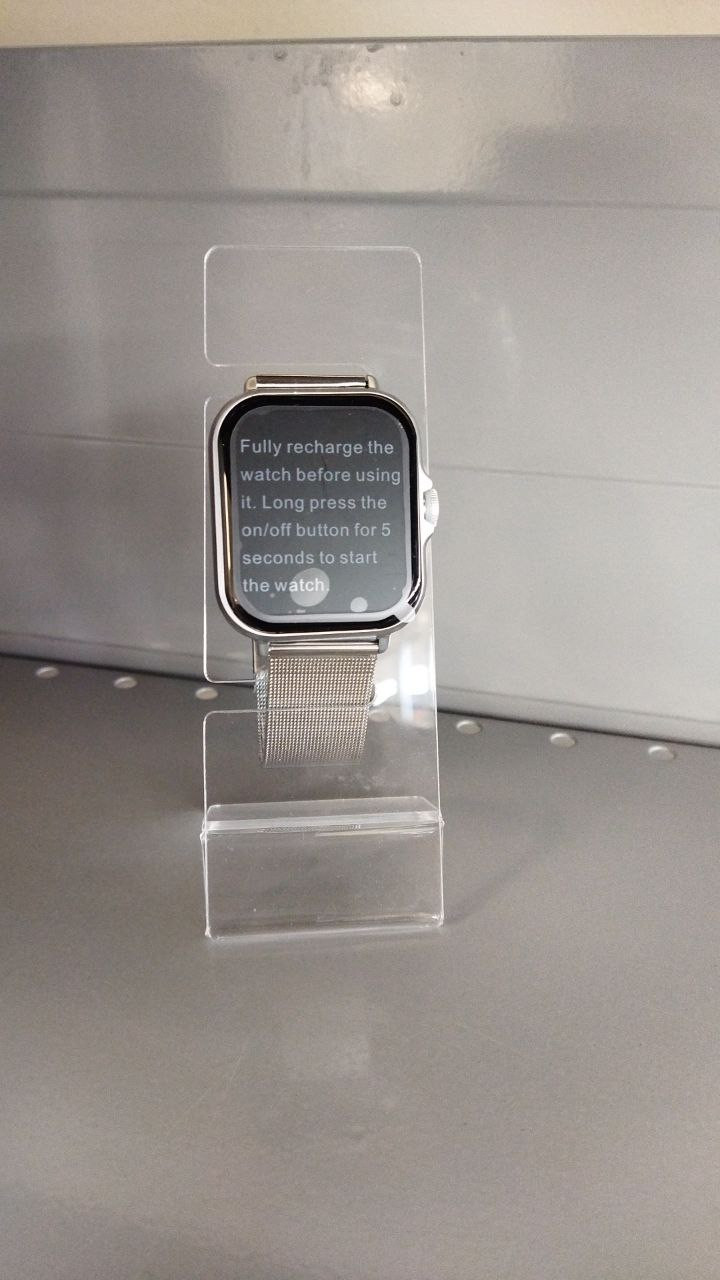 Fully recharge the
watch before using
it. Long press the
on/off button for 5
seconds to start
the watch.